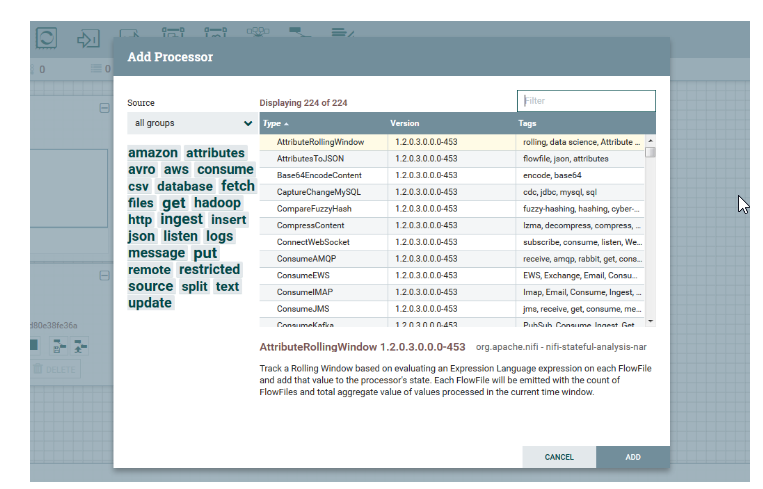 0
0
Add Processor
Source
Displaying 224 of 224
Filter
all groups
Type
Version
Tags
amazon attributes
avro aws consume
csv database fetch
files get hadoop
http ingest insert
json listen logs
message put
remote restricted
source split text
update
AttributeRollingWindow 1.2.0.3.0.0.0-453 rolling, data science, Attribute ...
AttributesToJSON 1.2.0.3.0.0.0-453 flowfile, json, attributes
Base64EncodeContent 1.2.0.3.0.0.0-453 encode, base64
CaptureChangeMySQL 1.2.0.3.0.0.0-453 cdc, jdbc, mysql, sql
CompareFuzzyHash 1.2.0.3.0.0.0-453 fuzzy-hashing, hashing, cyber-...
CompressContent 1.2.0.3.0.0.0-453 lzma, decompress, compress, ...
ConnectWebSocket 1.2.0.3.0.0.0-453 subscribe, consume, listen, We...
ConsumeAMQP 1.2.0.3.0.0.0-453 receive, amqp, rabbit, get, cons...
ConsumeEWS 1.2.0.3.0.0.0-453 EWS, Exchange, Email, Consu...
ConsumeIMAP 1.2.0.3.0.0.0-453 Imap, Email, Consume, Ingest, ...
ConsumeJMS 1.2.0.3.0.0.0-453 jms, receive, get, consume, me...
ConsumeKafka 1.2.0.3.0.0.0-453 PubSub, Consume, Ingest, Get, ...
AttributeRollingWindow 1.2.0.3.0.0.0-453 org.apache.nifi - nifi-stateful-analysis-nar
Track a Rolling Window based on evaluating an Expression Language expression on each FlowFile
and add that value to the processor's state. Each FlowFile will be emitted with the count of
FlowFiles and total aggregate value of values processed in the current time window.
d80e38fe36a
DELETE
CANCEL
ADD